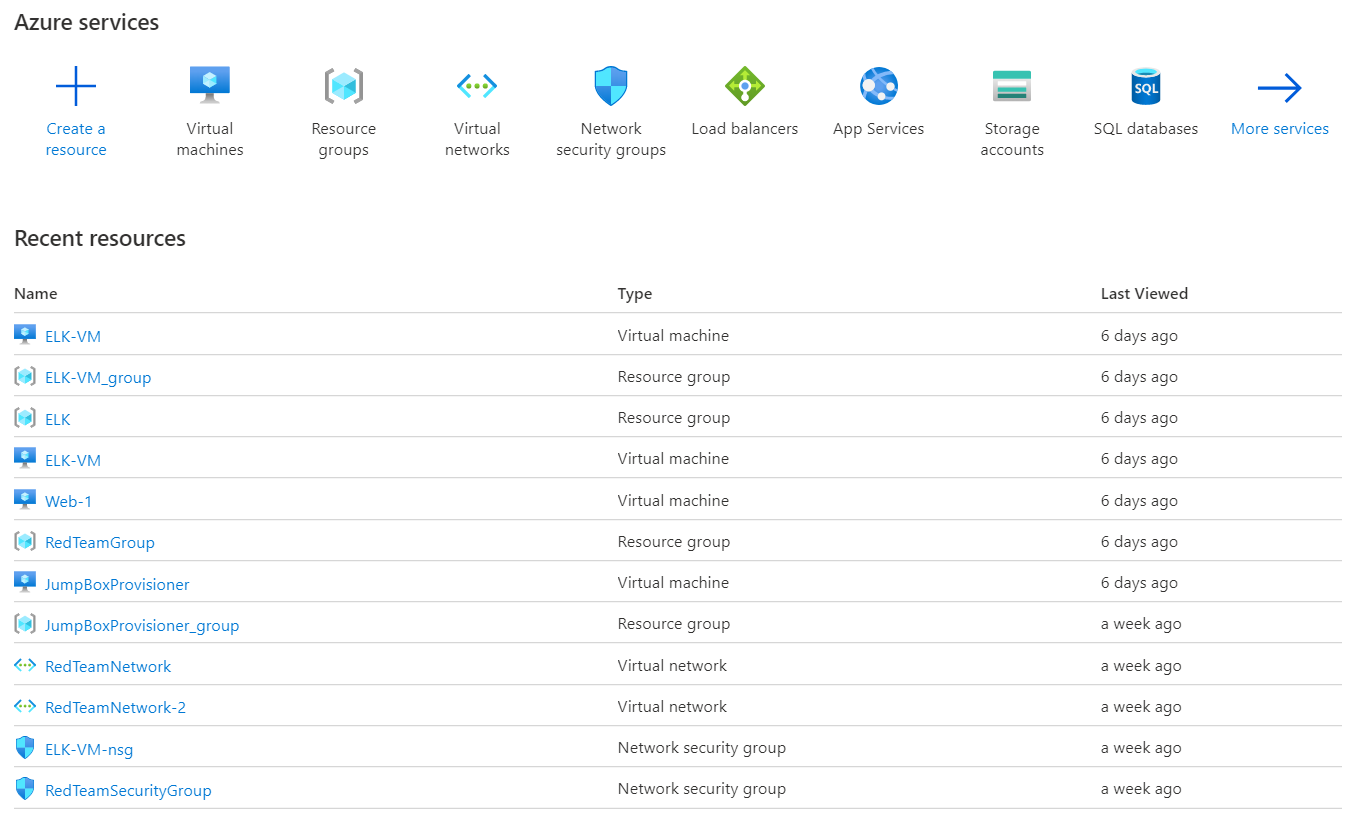 Azure services
Create a
resource
Virtual
machines
Resource
groups
Virtual
networks
Network
security groups
Load balancers
App Services
Storage
accounts
SQL
SQL databases
More services
Recent resources
Name Type Last Viewed
ELK-VM Virtual machine 6 days ago
ELK-VM_group Resource group 6 days ago
ELK Resource group 6 days ago
ELK-VM Virtual machine 6 days ago
Web-1 Virtual machine 6 days ago
RedTeamGroup Resource group 6 days ago
JumpBoxProvisioner Virtual machine 6 days ago
JumpBoxProvisioner_group Resource group a week ago
RedTeamNetwork Virtual network a week ago
RedTeamNetwork-2 Virtual network a week ago
ELK-VM-nsg Network security group a week ago
RedTeamSecurityGroup Network security group a week ago